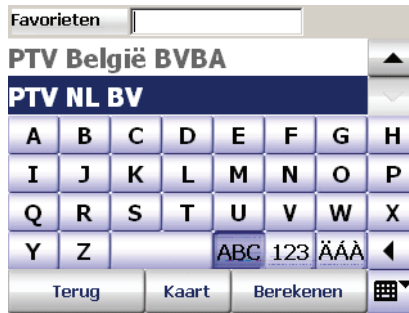 Favorieten
PTV België BVBA
PTV NL BV
A B C D E F G H
I J K L M N O P
Q R S T U V W X
Y Z ABC 123 ÄÁÀ
Terug Kaart Berekenen